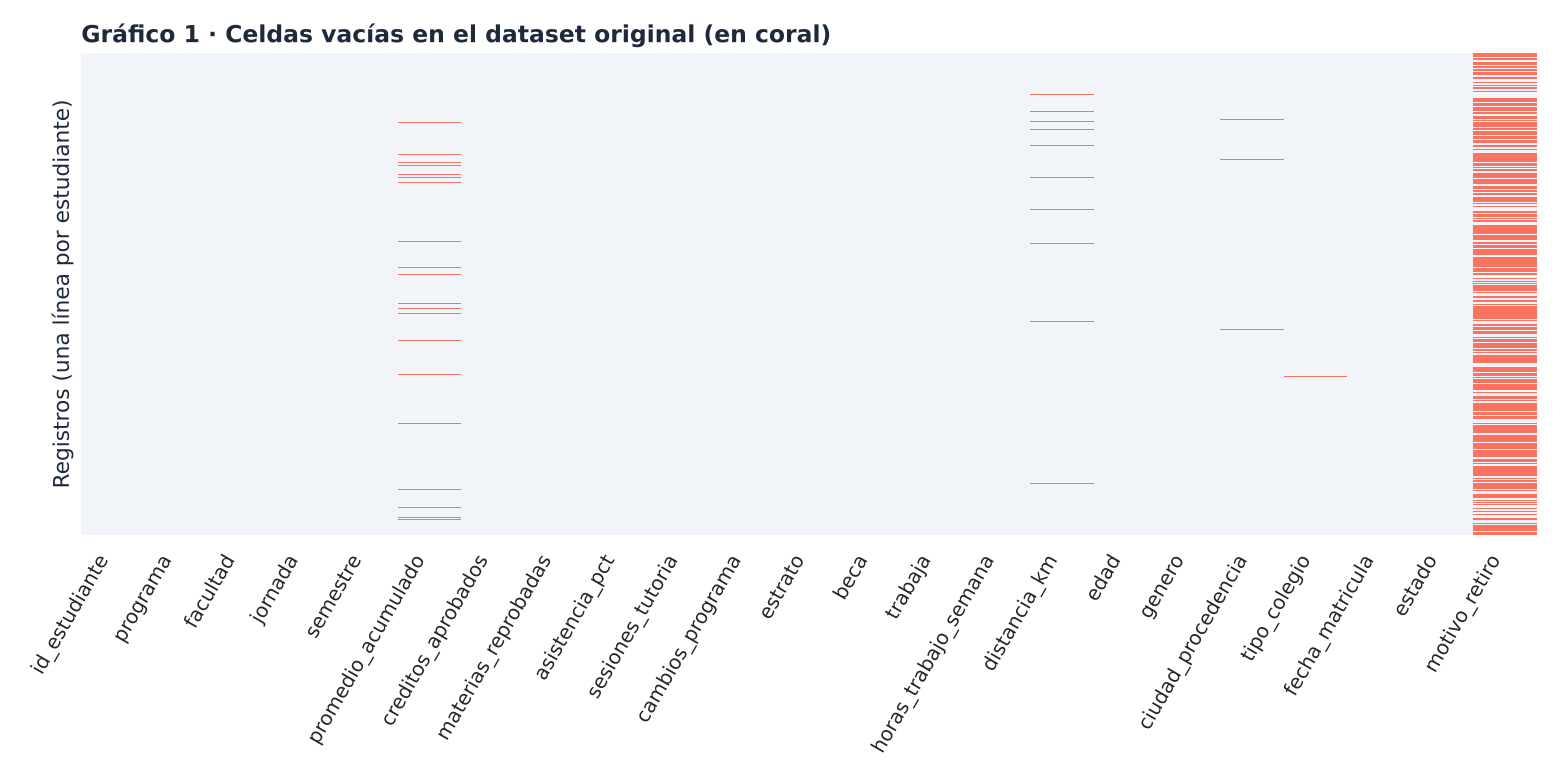 Gráfico 1 · Celdas vacías en el dataset original (en coral)
Registros (una línea por estudiante)
id_estudiante
programa
facultad
jornada
semestre
promedio_acumulado
creditos_aprobados
materias_reprobadas
asistencia_pct
sesiones_tutoria
cambios_programa
estrato
beca
trabaja
horas_trabajo_semana
distancia_km
edad
genero
ciudad_procedencia
tipo_colegio
fecha_matricula
estado
motivo_retiro